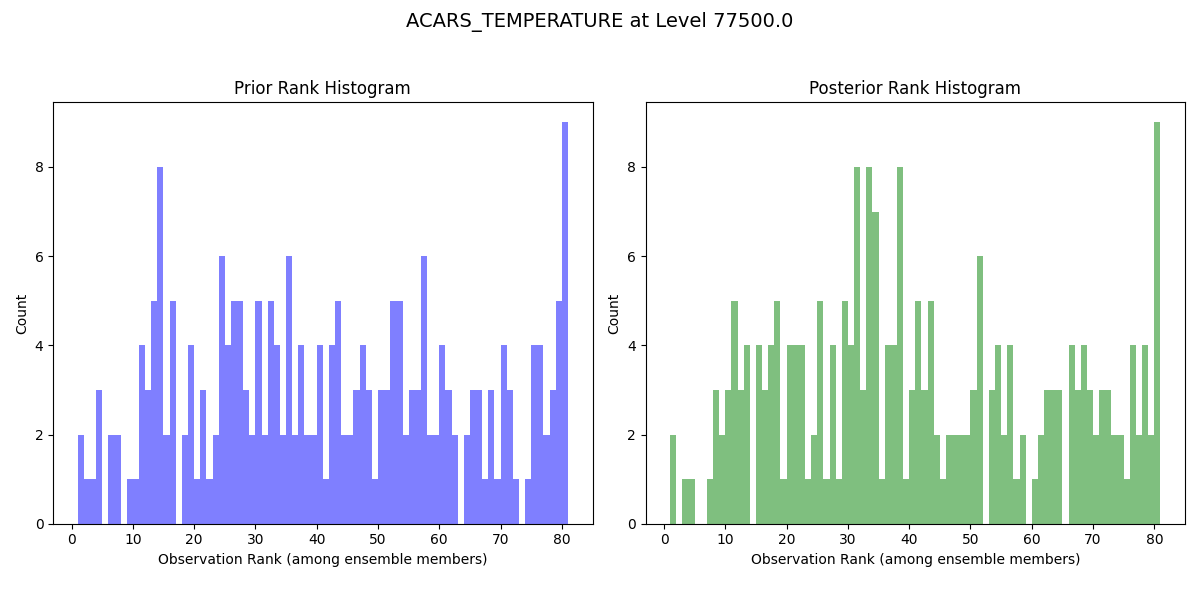 ACARS_TEMPERATURE at Level 77500.0
Prior Rank Histogram
Count
8
6
4
2
0
0 10 20 30 40 50 60 70 80
Observation Rank (among ensemble members)
Posterior Rank Histogram
Count
8
6
4
2
0
0 10 20 30 40 50 60 70 80
Observation Rank (among ensemble members)